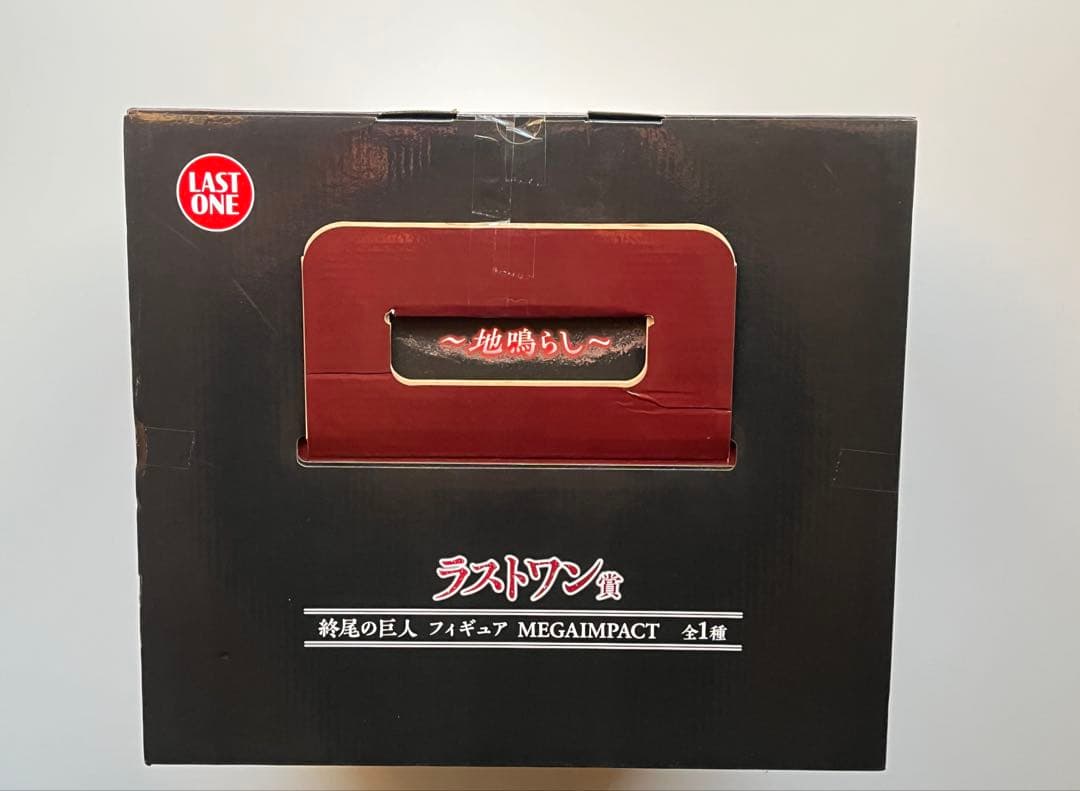 LAST
ONE
～地鳴らし～
ラストワン賞
終尾の巨人 フィギュア MEGAIMPACT 全1種